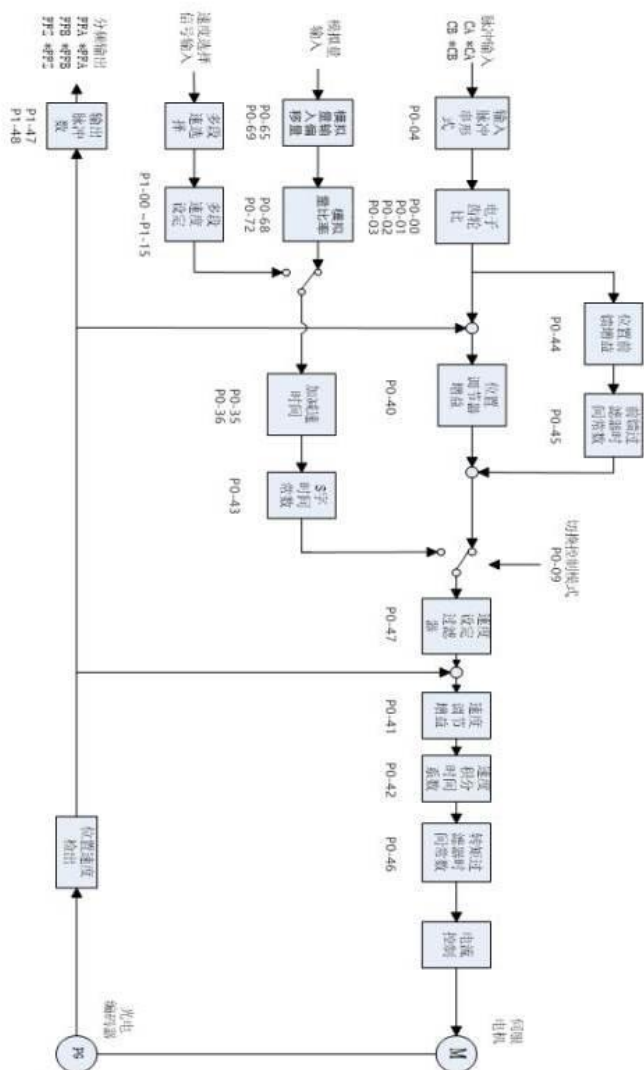 位置前
馈增益
P0-44
前馈过
滤器时
间常数
P0-45
切换控制模式
P0-09
脉冲输入
CA *CA
CB *CB
输入
脉冲
串形
式
P0-04
电子
齿轮
比
P0-00
P0-01
P0-02
P0-03
位置
调节器
增益
P0-40
速度
设定
过滤
器
P0-47
速度
调节
增益
P0-41
速度
积分
时间
系数
P0-42
转矩过
滤器时
间常数
P0-46
电流
控制
伺服
电机
M
模拟量
输入
模拟
量输
入偏
移量
P0-65
P0-69
模拟
量比率
P0-68
P0-72
加减速
时间
P0-35
P0-36
S字
时间
常数
P0-43
速度选择
信号输入
多段
速选
择
多段
速度
设定
P1-00 ~P1-15
分频输出
输出
脉冲
数
P1-47
P1-48
位置速度
检出
光电
编码器
PG